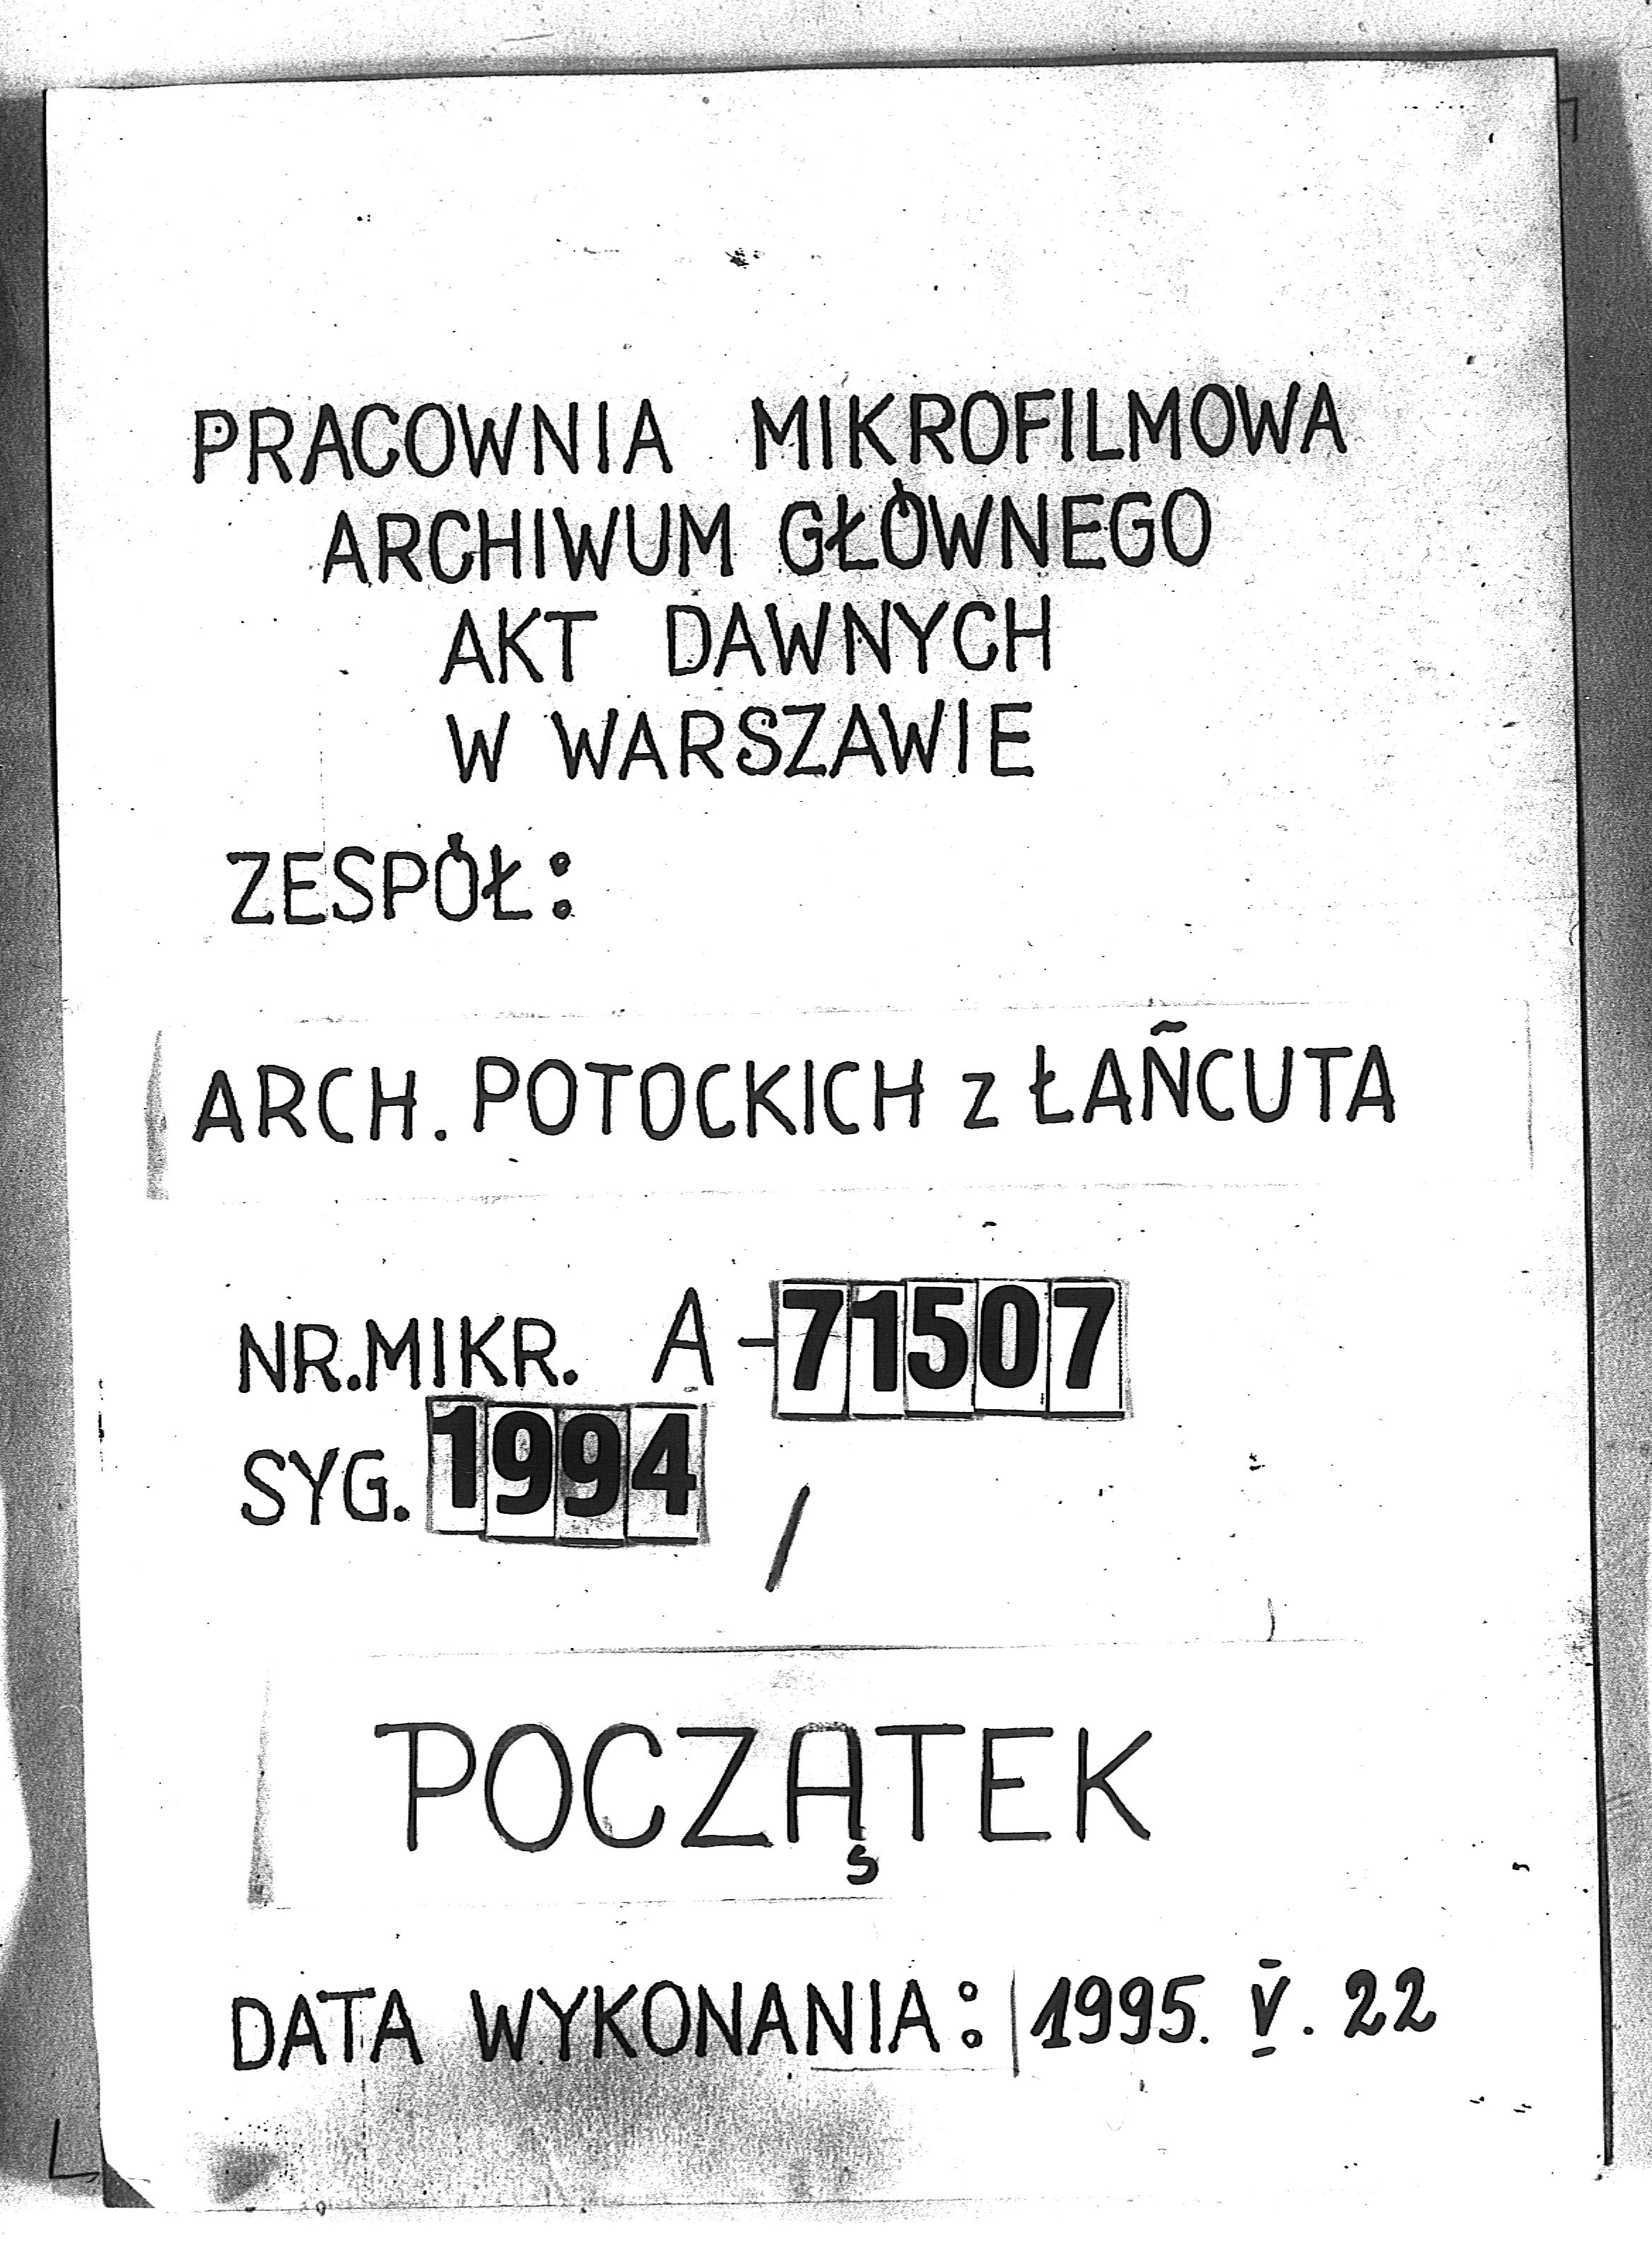 PRACOWNIA MIKROFILMOWA
ARCHIWUM GŁÓWNEGO
AKT DAWNYCH
W WARSZAWIE
ZESPÓŁ:
ARCH. POTOCKICH z ŁAŃCUTA
NR.MIKR. A-71507
SYG. 1994 /
POCZĄTEK
DATA WYKONANIA: 1995. V. 22